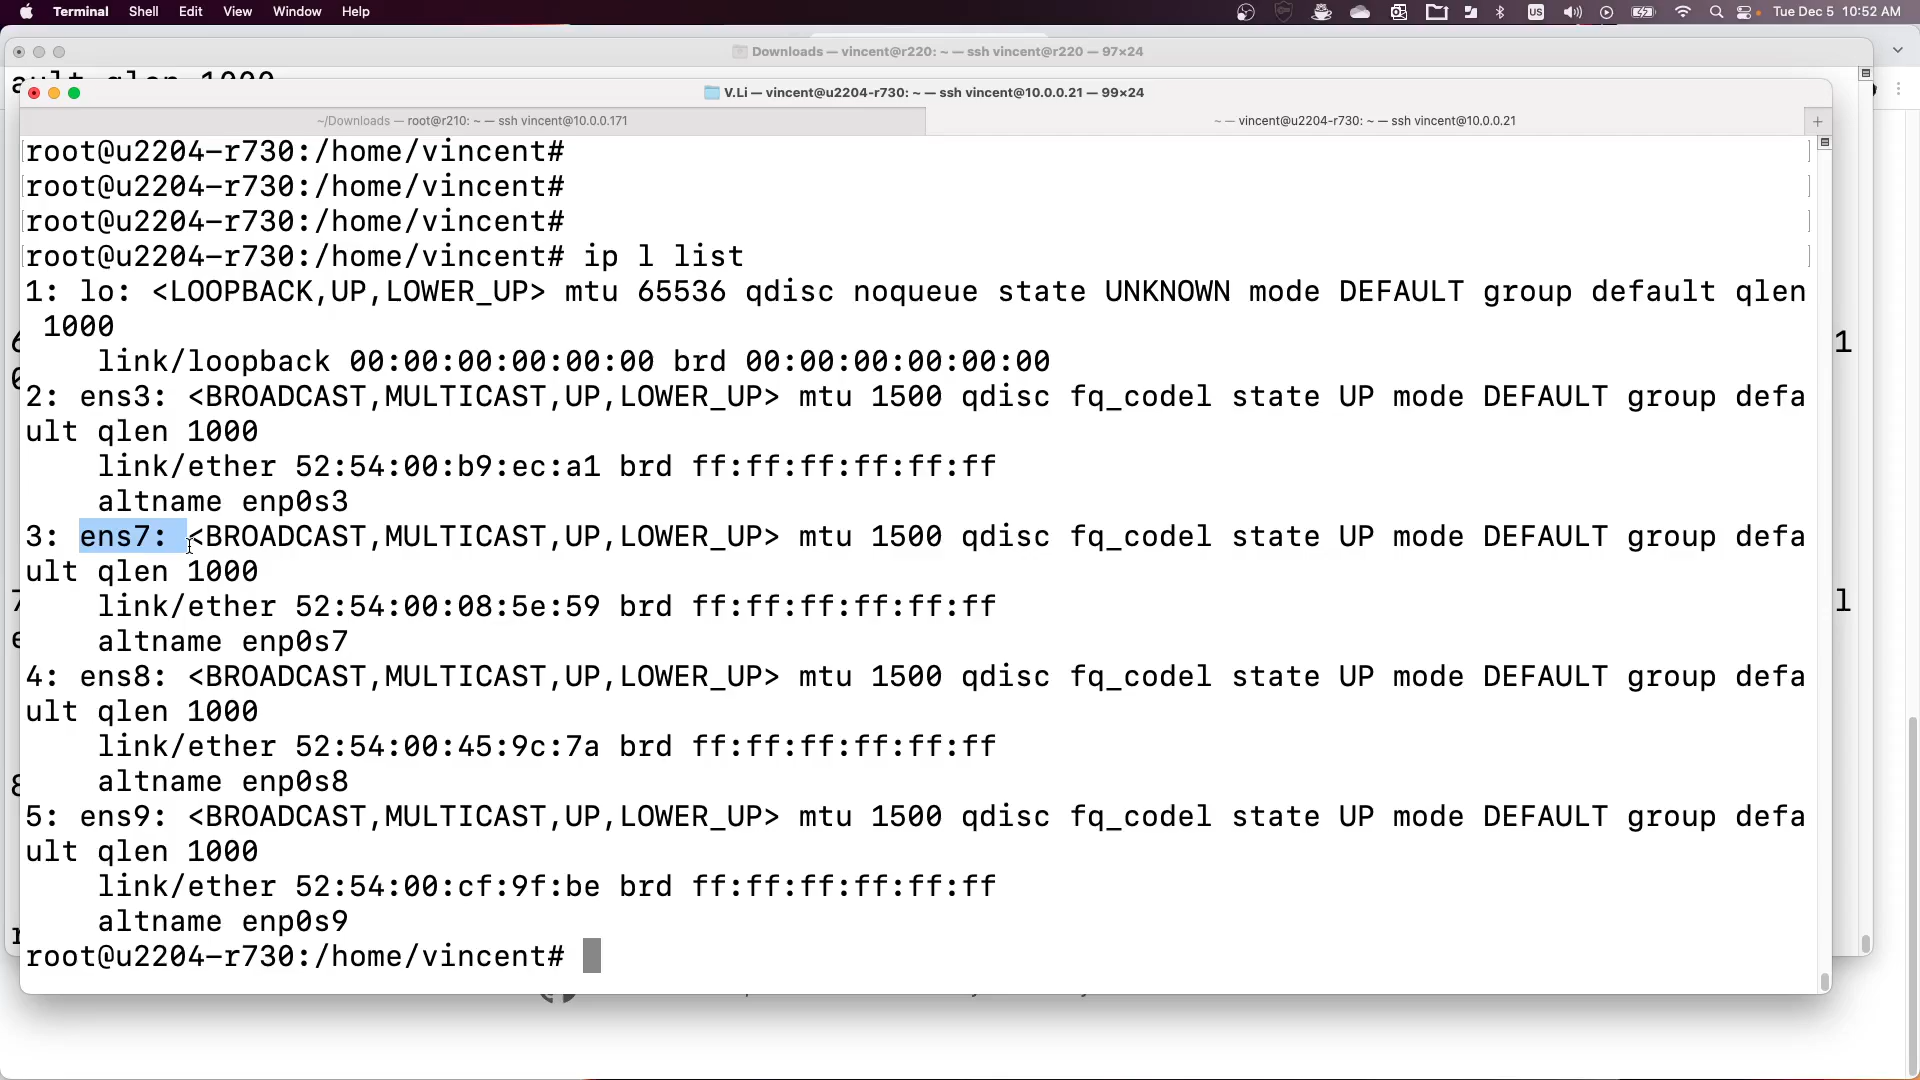 Terminal Shell Edit View Window Help US Tue Dec 5 10:52 AM
Downloads — vincent@r220: ~ — ssh vincent@r220 — 97×24
ault qlen 1000
V.Li — vincent@u2204-r730: ~ — ssh vincent@10.0.0.21 — 99×24
~/Downloads — root@r210: ~ — ssh vincent@10.0.0.171
~ — vincent@u2204-r730: ~ — ssh vincent@10.0.0.21
root@u2204-r730:/home/vincent#
root@u2204-r730:/home/vincent#
root@u2204-r730:/home/vincent#
root@u2204-r730:/home/vincent# ip l list
1: lo: <LOOPBACK,UP,LOWER_UP> mtu 65536 qdisc noqueue state UNKNOWN mode DEFAULT group default qlen
1000
link/loopback 00:00:00:00:00:00 brd 00:00:00:00:00:00
2: ens3: <BROADCAST,MULTICAST,UP,LOWER_UP> mtu 1500 qdisc fq_codel state UP mode DEFAULT group defa
ult qlen 1000
link/ether 52:54:00:b9:ec:a1 brd ff:ff:ff:ff:ff:ff
altname enp0s3
3: ens7: <BROADCAST,MULTICAST,UP,LOWER_UP> mtu 1500 qdisc fq_codel state UP mode DEFAULT group defa
ult qlen 1000
link/ether 52:54:00:08:5e:59 brd ff:ff:ff:ff:ff:ff
altname enp0s7
4: ens8: <BROADCAST,MULTICAST,UP,LOWER_UP> mtu 1500 qdisc fq_codel state UP mode DEFAULT group defa
ult qlen 1000
link/ether 52:54:00:45:9c:7a brd ff:ff:ff:ff:ff:ff
altname enp0s8
5: ens9: <BROADCAST,MULTICAST,UP,LOWER_UP> mtu 1500 qdisc fq_codel state UP mode DEFAULT group defa
ult qlen 1000
link/ether 52:54:00:cf:9f:be brd ff:ff:ff:ff:ff:ff
altname enp0s9
root@u2204-r730:/home/vincent#